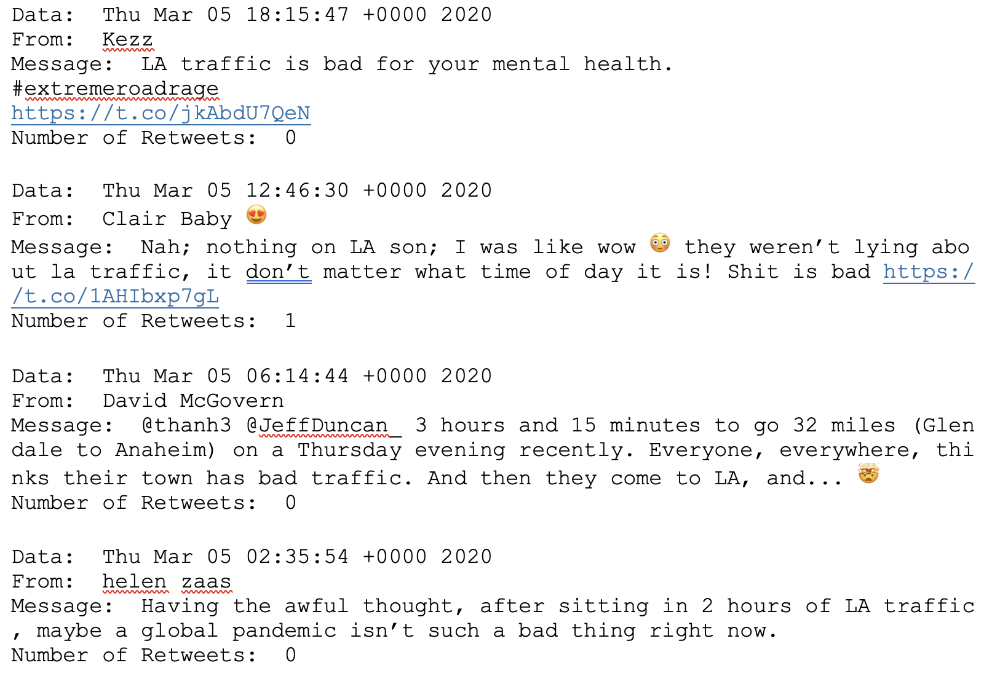 Data:  Thu Mar 05 18:15:47 +0000 2020
From:  Kezz
Message:  LA traffic is bad for your mental health.
#extremeroadrage
https://t.co/jkAbdU7QeN
Number of Retweets:  0
Data:  Thu Mar 05 12:46:30 +0000 2020
From:  Clair Baby 😍
Message:  Nah; nothing on LA son; I was like wow 😳 they weren’t lying abo
ut la traffic, it don’t matter what time of day it is! Shit is bad https:/
/t.co/1AHIbxp7gL
Number of Retweets:  1
Data:  Thu Mar 05 06:14:44 +0000 2020
From:  David McGovern
Message:  @thanh3 @JeffDuncan_ 3 hours and 15 minutes to go 32 miles (Glen
dale to Anaheim) on a Thursday evening recently. Everyone, everywhere, thi
nks their town has bad traffic. And then they come to LA, and... 🤯
Number of Retweets:  0
Data:  Thu Mar 05 02:35:54 +0000 2020
From:  helen zaas
Message:  Having the awful thought, after sitting in 2 hours of LA traffic
, maybe a global pandemic isn’t such a bad thing right now.
Number of Retweets:  0